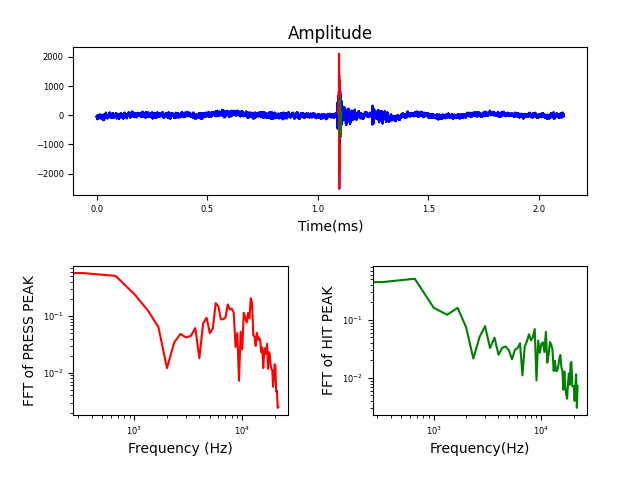 Amplitude
2000
1000
0
−1000
−2000
0.0 0.5 1.0 1.5 2.0
Time(ms)
FFT of PRESS PEAK
10⁻¹
10⁻²
10³ 10⁴
Frequency (Hz)
FFT of HIT PEAK
10⁻¹
10⁻²
10³ 10⁴
Frequency(Hz)